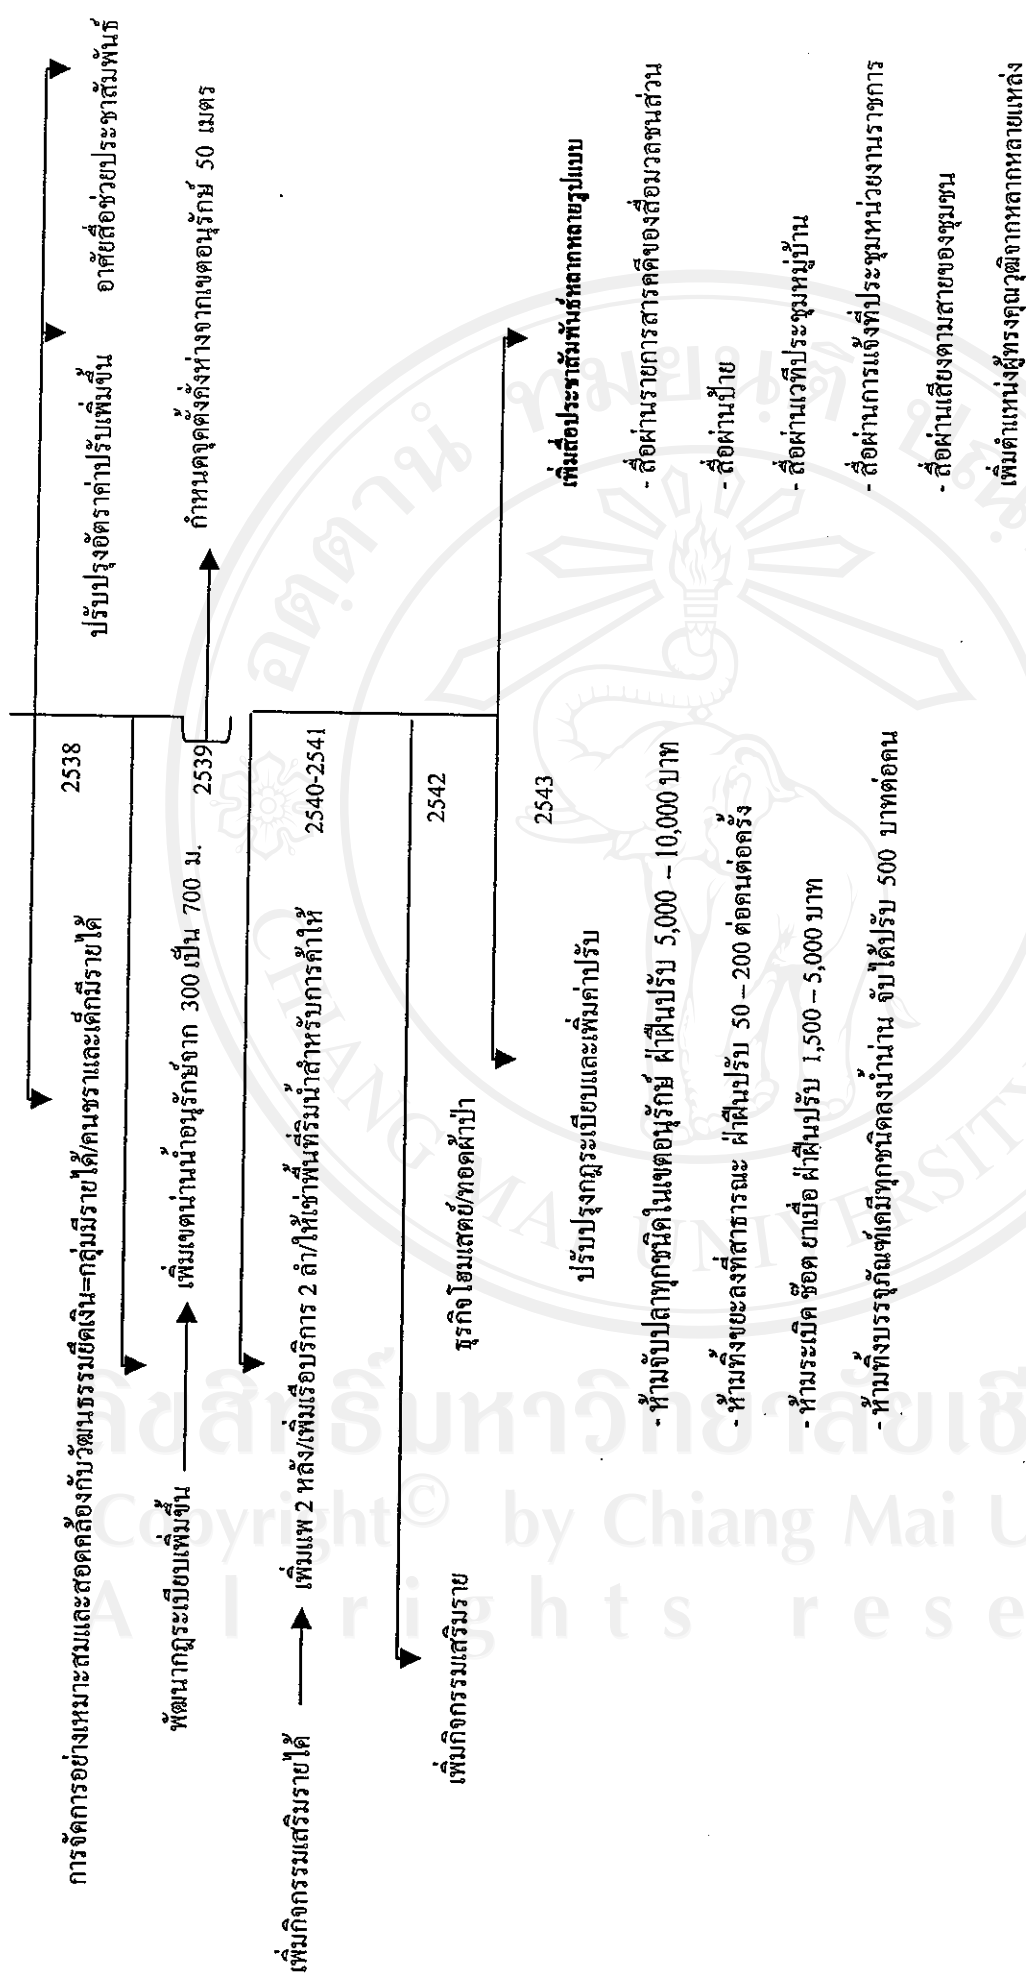 2538
การจัดการอย่างเหมาะสมและสอดคล้องกับวัฒนธรรมยึดเงิน=กลุ่มมีรายได้/คนชราและเด็กมีรายได้
ปรับปรุงอัตราค่าปรับเพิ่มขึ้น
อาศัยสื่อช่วยประชาสัมพันธ์
2539
พัฒนากฎระเบียบเพิ่มขึ้น
เพิ่มเขตน่านน้ำอนุรักษ์จาก 300 เป็น 700 ม.
กำหนดจุดตั้งกั่งห่างจากเขตอนุรักษ์ 50 เมตร
2540-2541
เพิ่มกิจกรรมเสริมรายได้
เพิ่มแพ 2 หลัง/เพิ่มเรือบริการ 2 ลำ/ให้เช่าพื้นที่ริมน้ำสำหรับการค้าให้
2542
เพิ่มกิจกรรมเสริมราย
ธุรกิจโฮมเสตย์/ทอดผ้าป่า
2543
ปรับปรุงกฎระเบียบและเพิ่มค่าปรับ
- ห้ามจับปลาทุกชนิดในเขตอนุรักษ์ ฝ่าฝืนปรับ 5,000 – 10,000 บาท
- ห้ามทิ้งขยะลงที่สาธารณะ ฝ่าฝืนปรับ 50 – 200 ต่อคนต่อครั้ง
- ห้ามระเบิด ช๊อต ยาเบื่อ ฝ่าฝืนปรับ 1,500 – 5,000 บาท
- ห้ามทิ้งบรรจุภัณฑ์เคมีทุกชนิดลงน้ำน่าน จับได้ปรับ 500 บาทต่อคน
เพิ่มสื่อประชาสัมพันธ์หลากหลายรูปแบบ
- สื่อผ่านรายการสารคดีของสื่อมวลชนส่วน
- สื่อผ่านป้าย
- สื่อผ่านเวทีประชุมหมู่บ้าน
- สื่อผ่านการแจ้งที่ประชุมหน่วยงานราชการ
- สื่อผ่านเสียงตามสายของชุมชน
เพิ่มตำแหน่งผู้ทรงคุณวุฒิจากหลากหลายแหล่ง
CHIANG MAI UNIVERSITY
ลิขสิทธิ์มหาวิทยาลัยเชี
Copyright © by Chiang Mai U
All rights rese